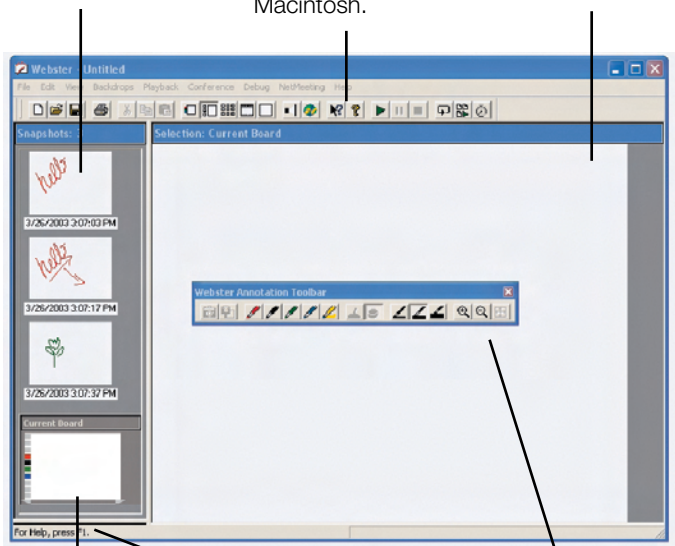 Macintosh.
Webster - Untitled
File Edit View Backdrops Playback Conference Debug NetMeeting Help
Snapshots:
Selection: Current Board
hello
3/26/2003 3:07:03 PM
hello
3/26/2003 3:07:17 PM
3/26/2003 3:07:37 PM
Webster Annotation Toolbar
Current Board
For Help, press F1.